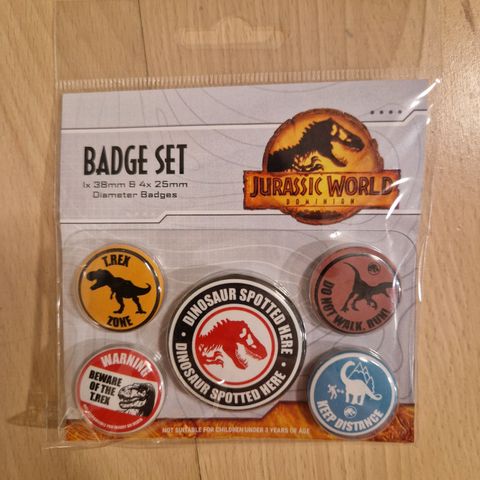 BADGE SET
1x 38mm & 4x 25mm
Diameter Badges
JURASSIC WORLD
DOMINION
T.REX
ZONE
DINOSAUR SPOTTED HERE
DINOSAUR SPOTTED HERE
DO NOT WALK. RUN!
WARNING
BEWARE
OF THE
T.REX
KEEP DISTANCE
NOT SUITABLE FOR CHILDREN UNDER 3 YEARS OF AGE